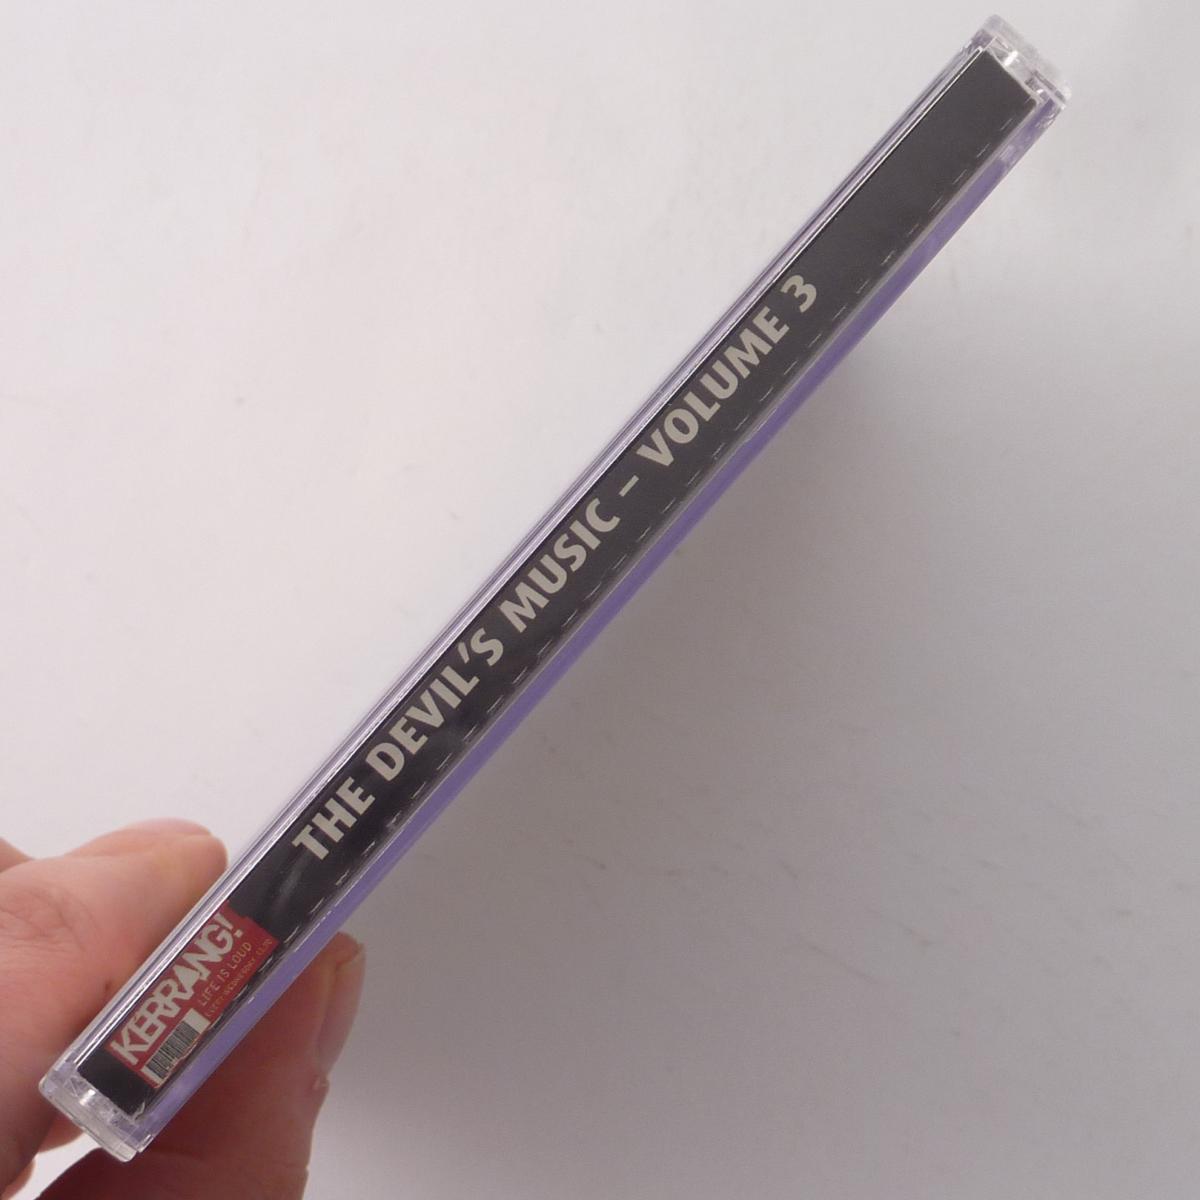 KERRANG!
LIFE IS LOUD
THE DEVIL'S MUSIC – VOLUME 3